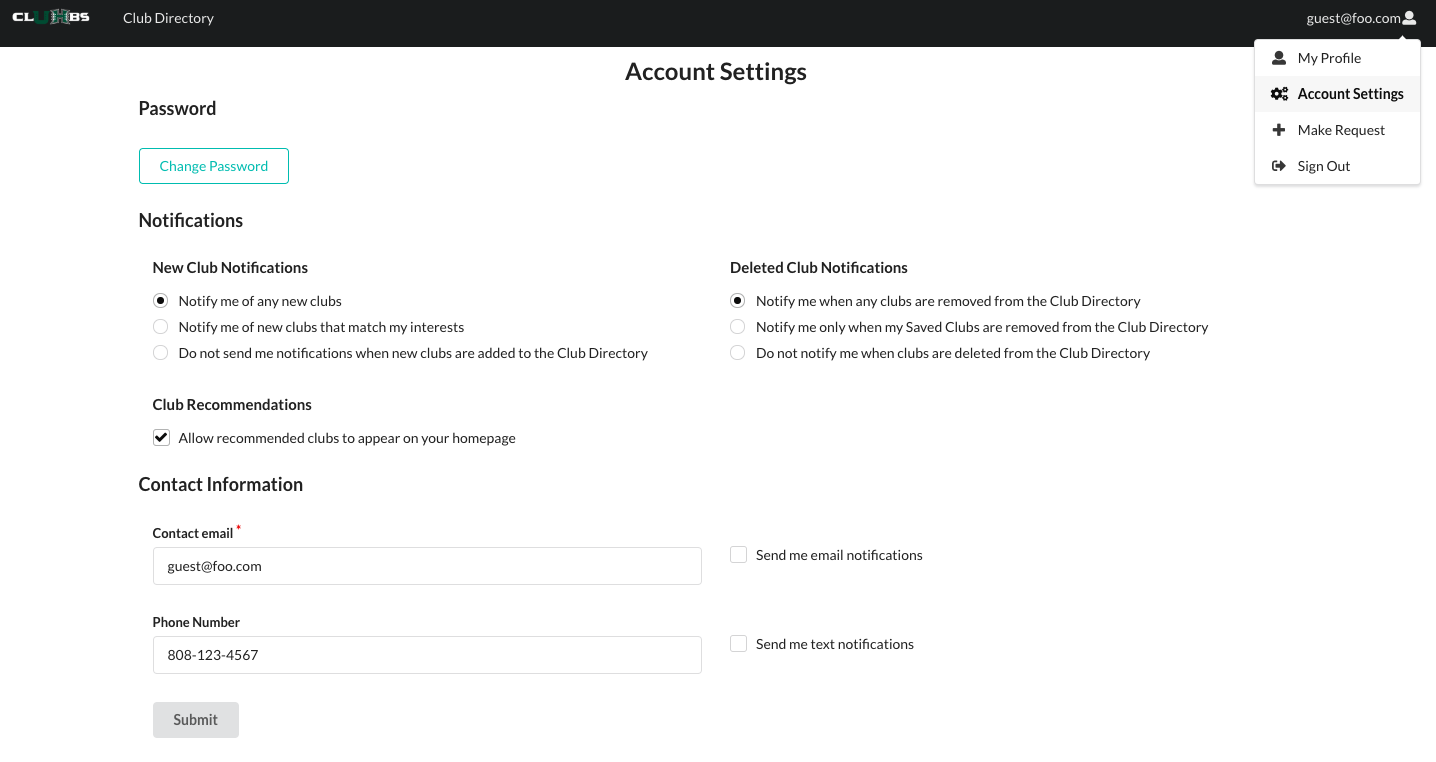 CLUHBS
Club Directory
guest@foo.com
My Profile
Account Settings
Make Request
Sign Out
Account Settings
Password
Change Password
Notifications
New Club Notifications
Notify me of any new clubs
Notify me of new clubs that match my interests
Do not send me notifications when new clubs are added to the Club Directory
Deleted Club Notifications
Notify me when any clubs are removed from the Club Directory
Notify me only when my Saved Clubs are removed from the Club Directory
Do not notify me when clubs are deleted from the Club Directory
Club Recommendations
Allow recommended clubs to appear on your homepage
Contact Information
Contact email *
guest@foo.com
Send me email notifications
Phone Number
808-123-4567
Send me text notifications
Submit